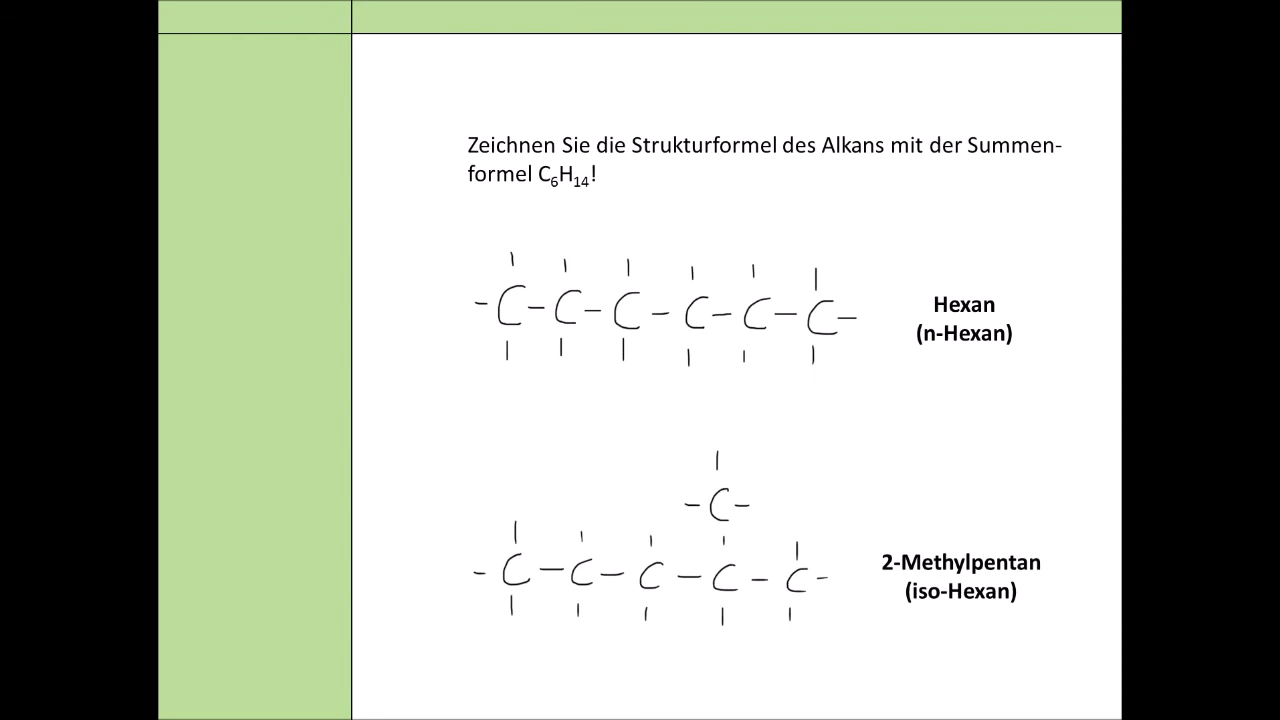 Zeichnen Sie die Strukturformel des Alkans mit der Summen-
formel C₆H₁₄!
- C - C - C - C - C - C -
Hexan
(n-Hexan)
- C -
- C - C - C - C - C -
2-Methylpentan
(iso-Hexan)